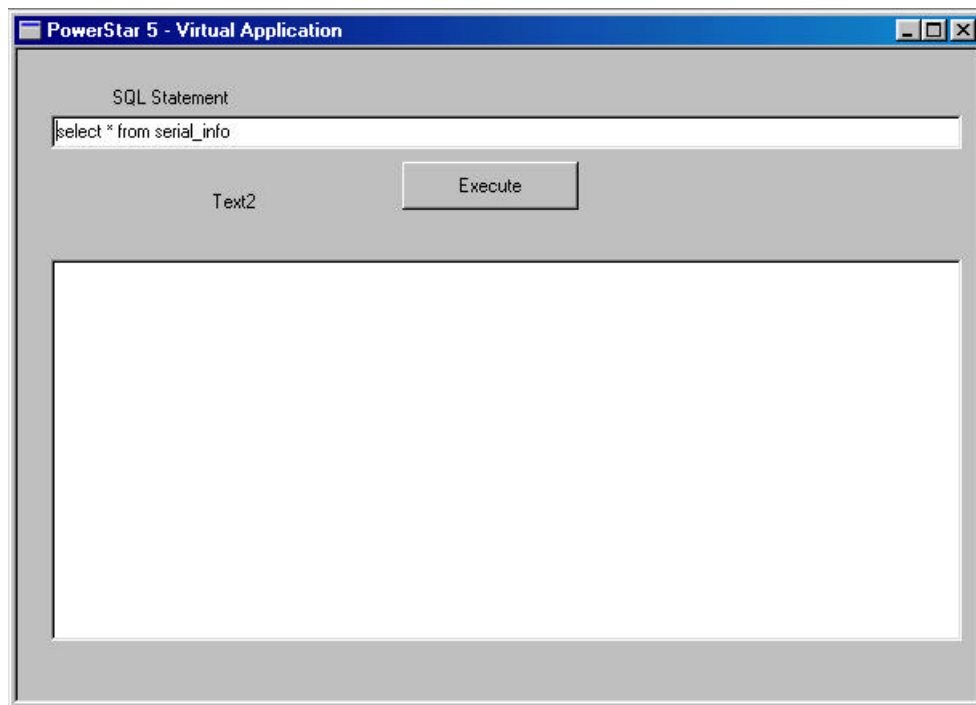 PowerStar 5 - Virtual Application
SQL Statement
select * from serial_info
Execute
Text2